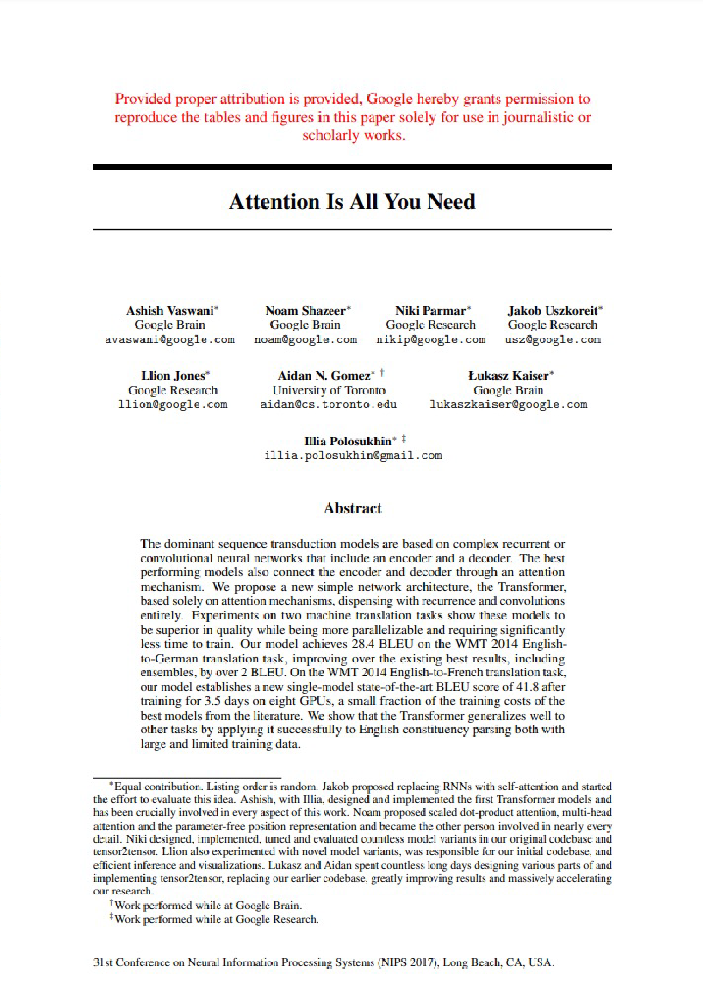 Provided proper attribution is provided, Google hereby grants permission to
reproduce the tables and figures in this paper solely for use in journalistic or
scholarly works.
Attention Is All You Need
Ashish Vaswani* Noam Shazeer* Niki Parmar* Jakob Uszkoreit*
Google Brain Google Brain Google Research Google Research
avaswani@google.com noam@google.com nikip@google.com usz@google.com
Llion Jones* Aidan N. Gomez* † Łukasz Kaiser*
Google Research University of Toronto Google Brain
llion@google.com aidan@cs.toronto.edu lukaszkaiser@google.com
Illia Polosukhin* ‡
illia.polosukhin@gmail.com
Abstract
The dominant sequence transduction models are based on complex recurrent or
convolutional neural networks that include an encoder and a decoder. The best
performing models also connect the encoder and decoder through an attention
mechanism. We propose a new simple network architecture, the Transformer,
based solely on attention mechanisms, dispensing with recurrence and convolutions
entirely. Experiments on two machine translation tasks show these models to
be superior in quality while being more parallelizable and requiring significantly
less time to train. Our model achieves 28.4 BLEU on the WMT 2014 English-
to-German translation task, improving over the existing best results, including
ensembles, by over 2 BLEU. On the WMT 2014 English-to-French translation task,
our model establishes a new single-model state-of-the-art BLEU score of 41.8 after
training for 3.5 days on eight GPUs, a small fraction of the training costs of the
best models from the literature. We show that the Transformer generalizes well to
other tasks by applying it successfully to English constituency parsing both with
large and limited training data.
*Equal contribution. Listing order is random. Jakob proposed replacing RNNs with self-attention and started
the effort to evaluate this idea. Ashish, with Illia, designed and implemented the first Transformer models and
has been crucially involved in every aspect of this work. Noam proposed scaled dot-product attention, multi-head
attention and the parameter-free position representation and became the other person involved in nearly every
detail. Niki designed, implemented, tuned and evaluated countless model variants in our original codebase and
tensor2tensor. Llion also experimented with novel model variants, was responsible for our initial codebase, and
efficient inference and visualizations. Lukasz and Aidan spent countless long days designing various parts of and
implementing tensor2tensor, replacing our earlier codebase, greatly improving results and massively accelerating
our research.
†Work performed while at Google Brain.
‡Work performed while at Google Research.
31st Conference on Neural Information Processing Systems (NIPS 2017), Long Beach, CA, USA.